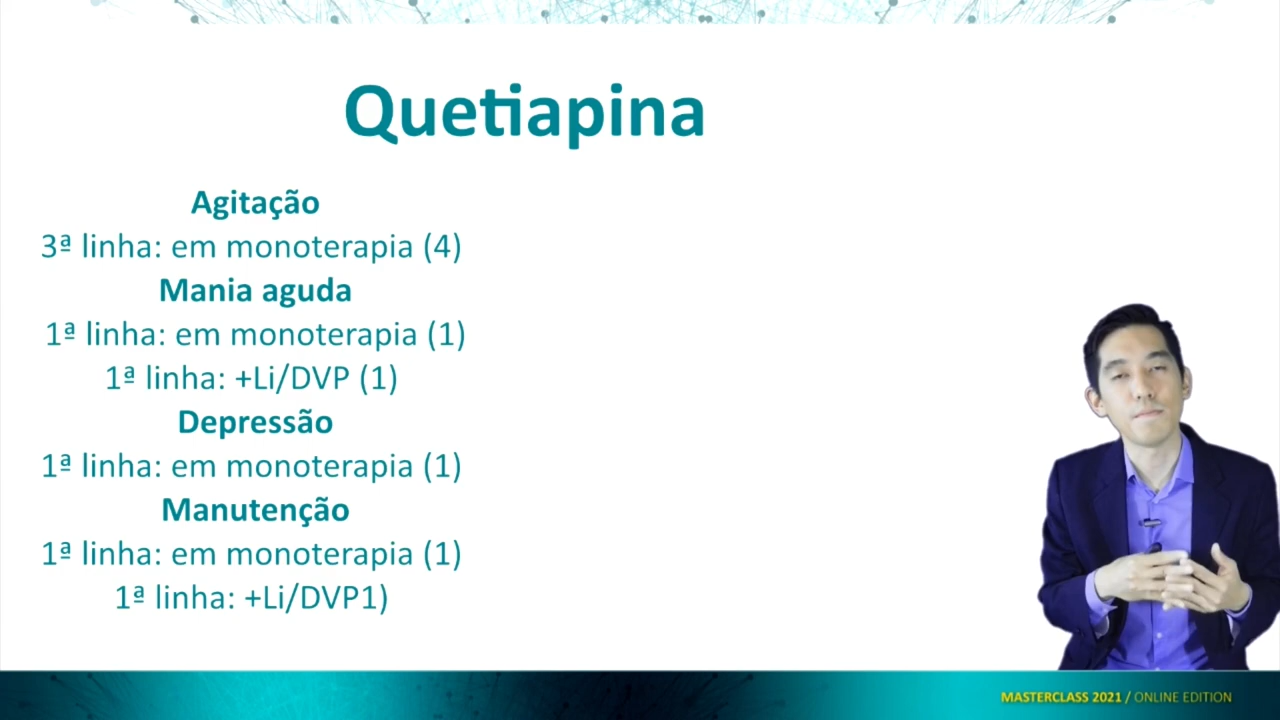 Quetiapina
Agitação
3ª linha: em monoterapia (4)
Mania aguda
1ª linha: em monoterapia (1)
1ª linha: +Li/DVP (1)
Depressão
1ª linha: em monoterapia (1)
Manutenção
1ª linha: em monoterapia (1)
1ª linha: +Li/DVP1)
MASTERCLASS 2021 / ONLINE EDITION